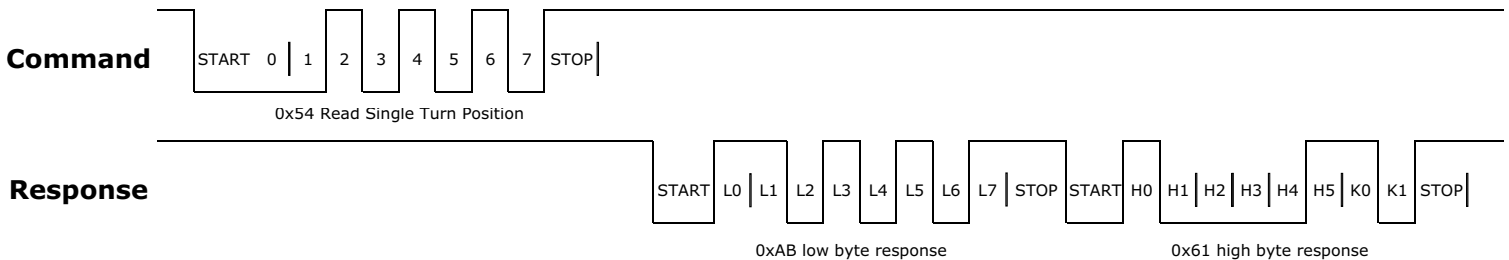 Command
START 0 1 2 3 4 5 6 7 STOP
0x54 Read Single Turn Position
Response
START L0 L1 L2 L3 L4 L5 L6 L7 STOP START H0 H1 H2 H3 H4 H5 K0 K1 STOP
0xAB low byte response 0x61 high byte response